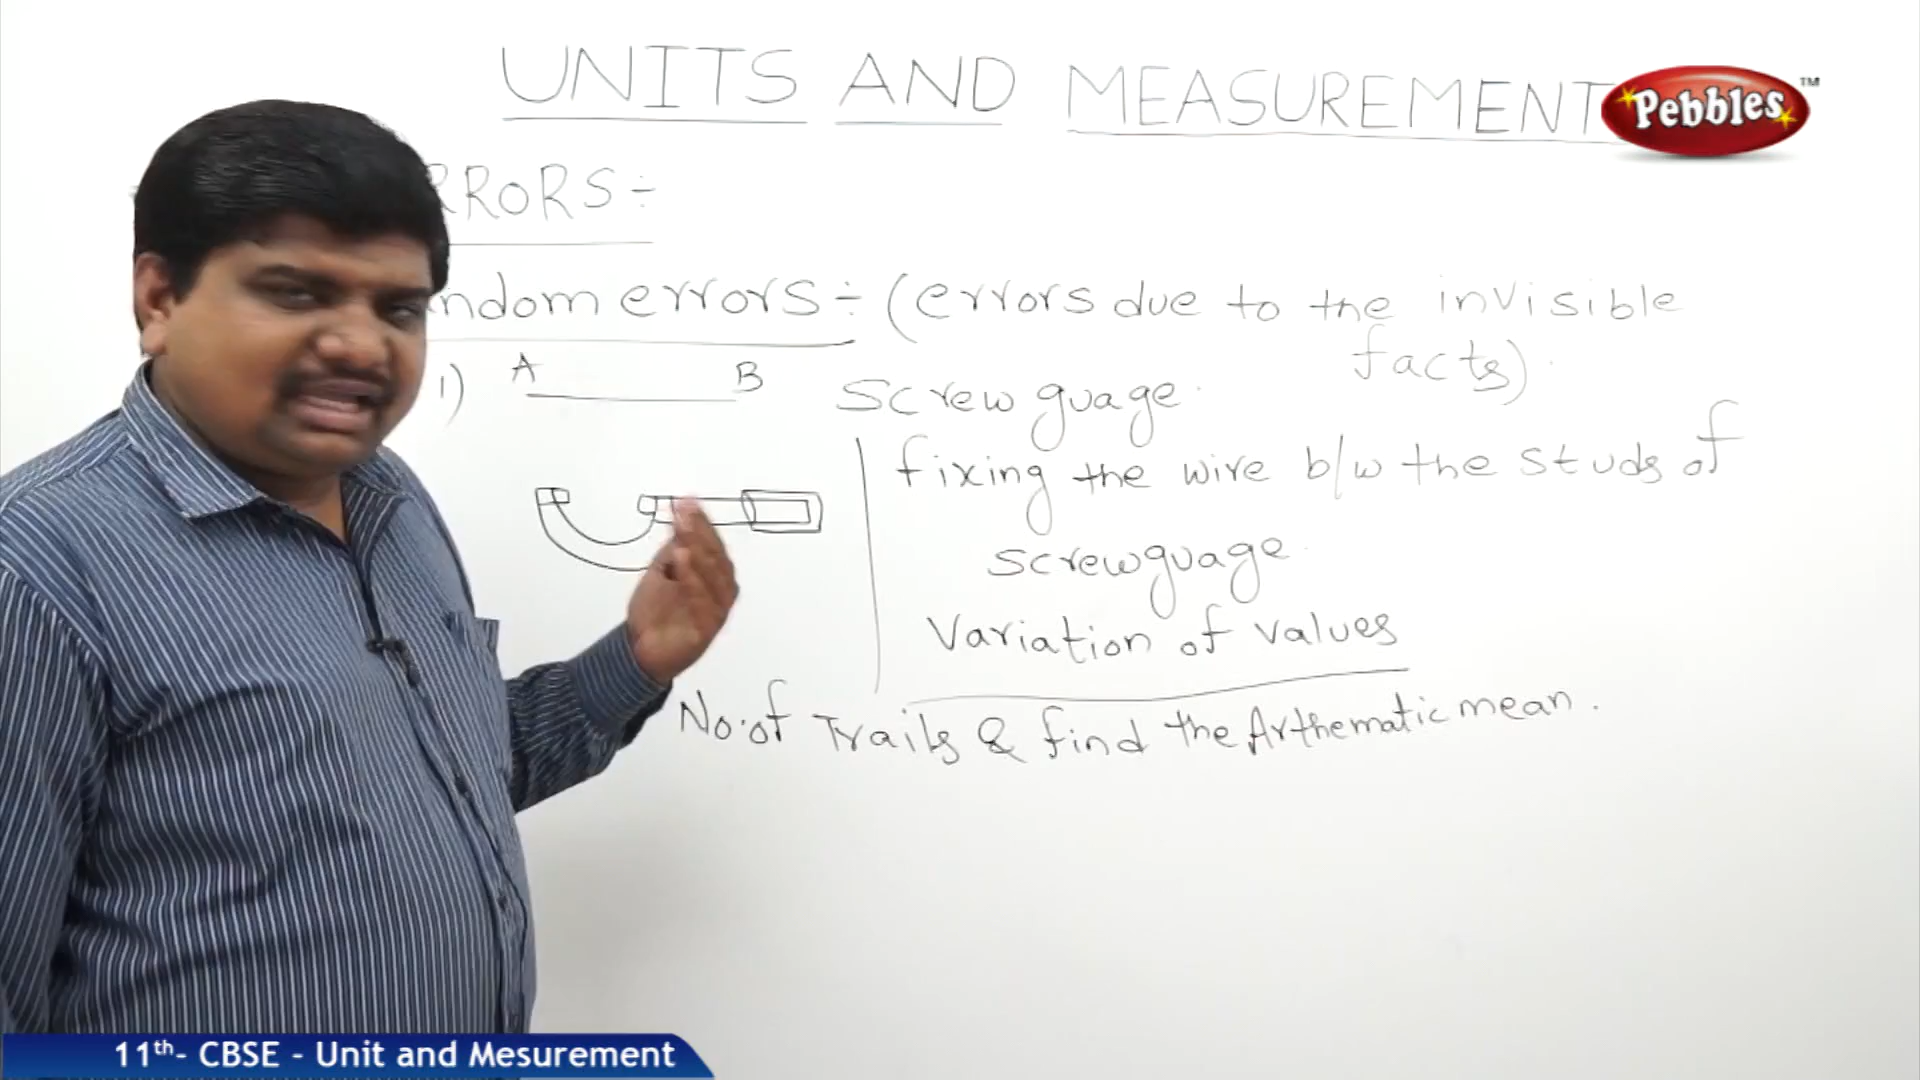 UNITS AND MEASUREMENT
Pebbles™
RRORS÷
ndom errors÷ (errors due to the invisible
facts).
1) A B screw guage.
fixing the wire b/w the studs of
screwguage
Variation of values
No. of Trails & find the Arthematic mean.
11th- CBSE - Unit and Mesurement